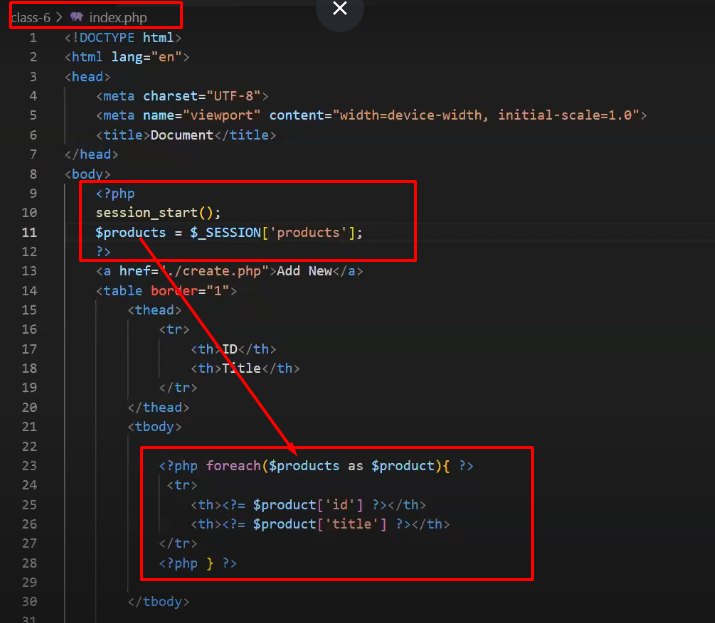 class-6 > index.php
1 <!DOCTYPE html>
2 <html lang="en">
3 <head>
4 <meta charset="UTF-8">
5 <meta name="viewport" content="width=device-width, initial-scale=1.0">
6 <title>Document</title>
7 </head>
8 <body>
9 <?php
10 session_start();
11 $products = $_SESSION['products'];
12 ?>
13 <a href="./create.php">Add New</a>
14 <table border="1">
15 <thead>
16 <tr>
17 <th>ID</th>
18 <th>Title</th>
19 </tr>
20 </thead>
21 <tbody>
22
23 <?php foreach($products as $product){ ?>
24 <tr>
25 <th><?= $product['id'] ?></th>
26 <th><?= $product['title'] ?></th>
27 </tr>
28 <?php } ?>
29
30 </tbody>
31